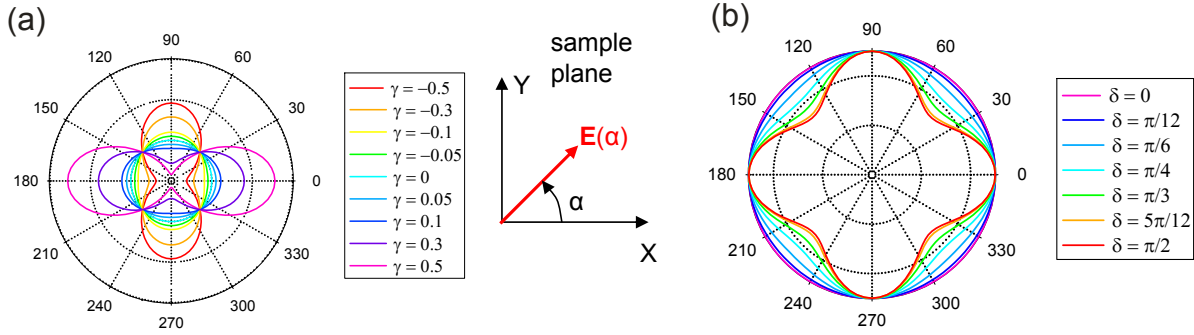 (a)
90
120
60
150
30
180
0
210
330
240
300
270
γ = −0.5
γ = −0.3
γ = −0.1
γ = −0.05
γ = 0
γ = 0.05
γ = 0.1
γ = 0.3
γ = 0.5
sample
plane
Y
E(α)
α
X
(b)
90
120
60
150
30
180
0
210
330
240
300
270
δ = 0
δ = π/12
δ = π/6
δ = π/4
δ = π/3
δ = 5π/12
δ = π/2